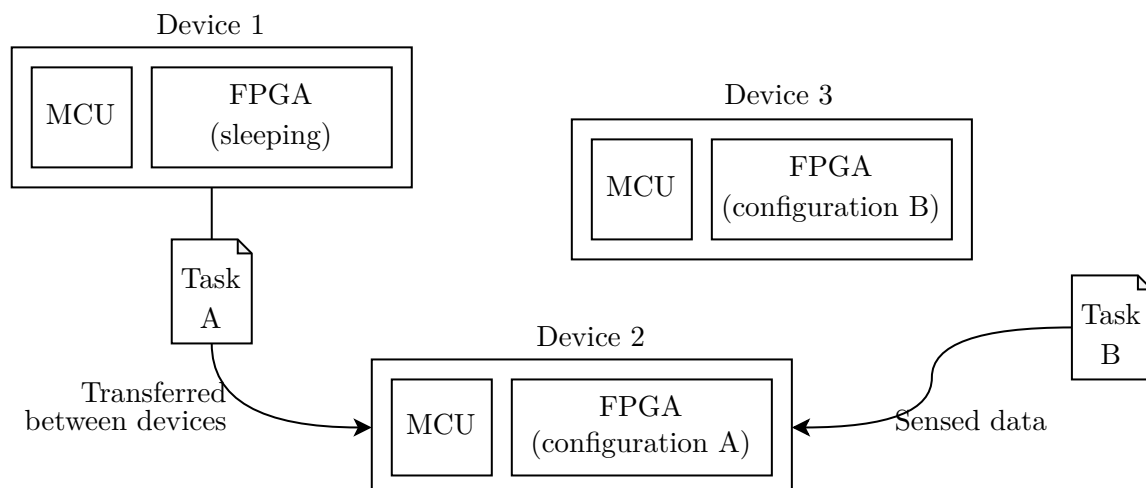 Device 1
MCU
FPGA
(sleeping)
Device 3
MCU
FPGA
(configuration B)
Task
A
Task
B
Transferred
between devices
Device 2
MCU
FPGA
(configuration A)
Sensed data